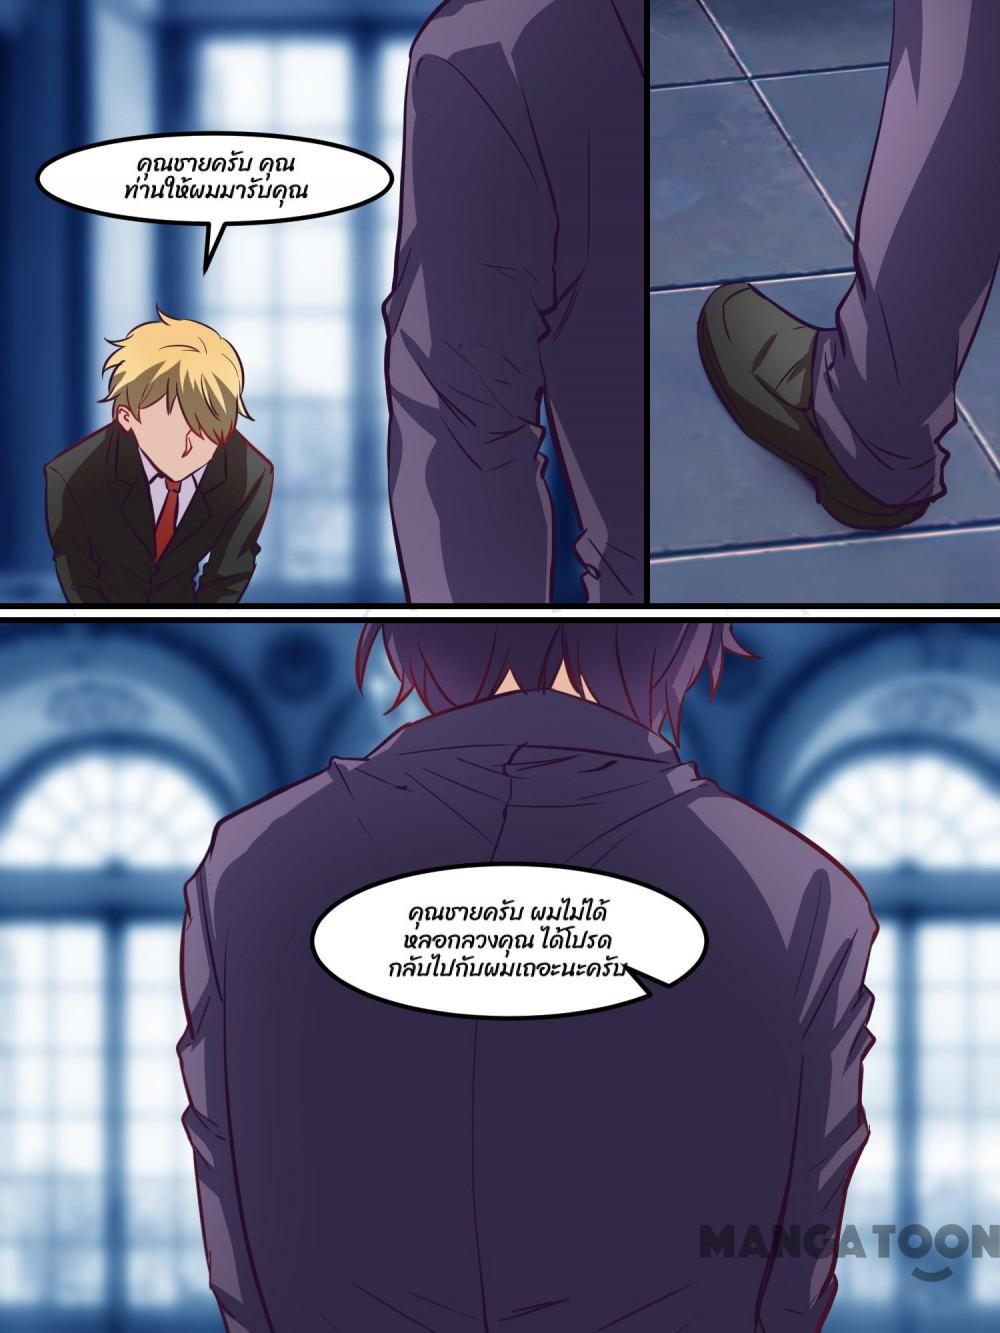 คุณชายครับ คุณ
ท่านให้ผมมารับคุณ
คุณชายครับ ผมไม่ได้
หลอกลวงคุณ ได้โปรด
กลับไปกับผมเถอะนะครับ
MANGATOON